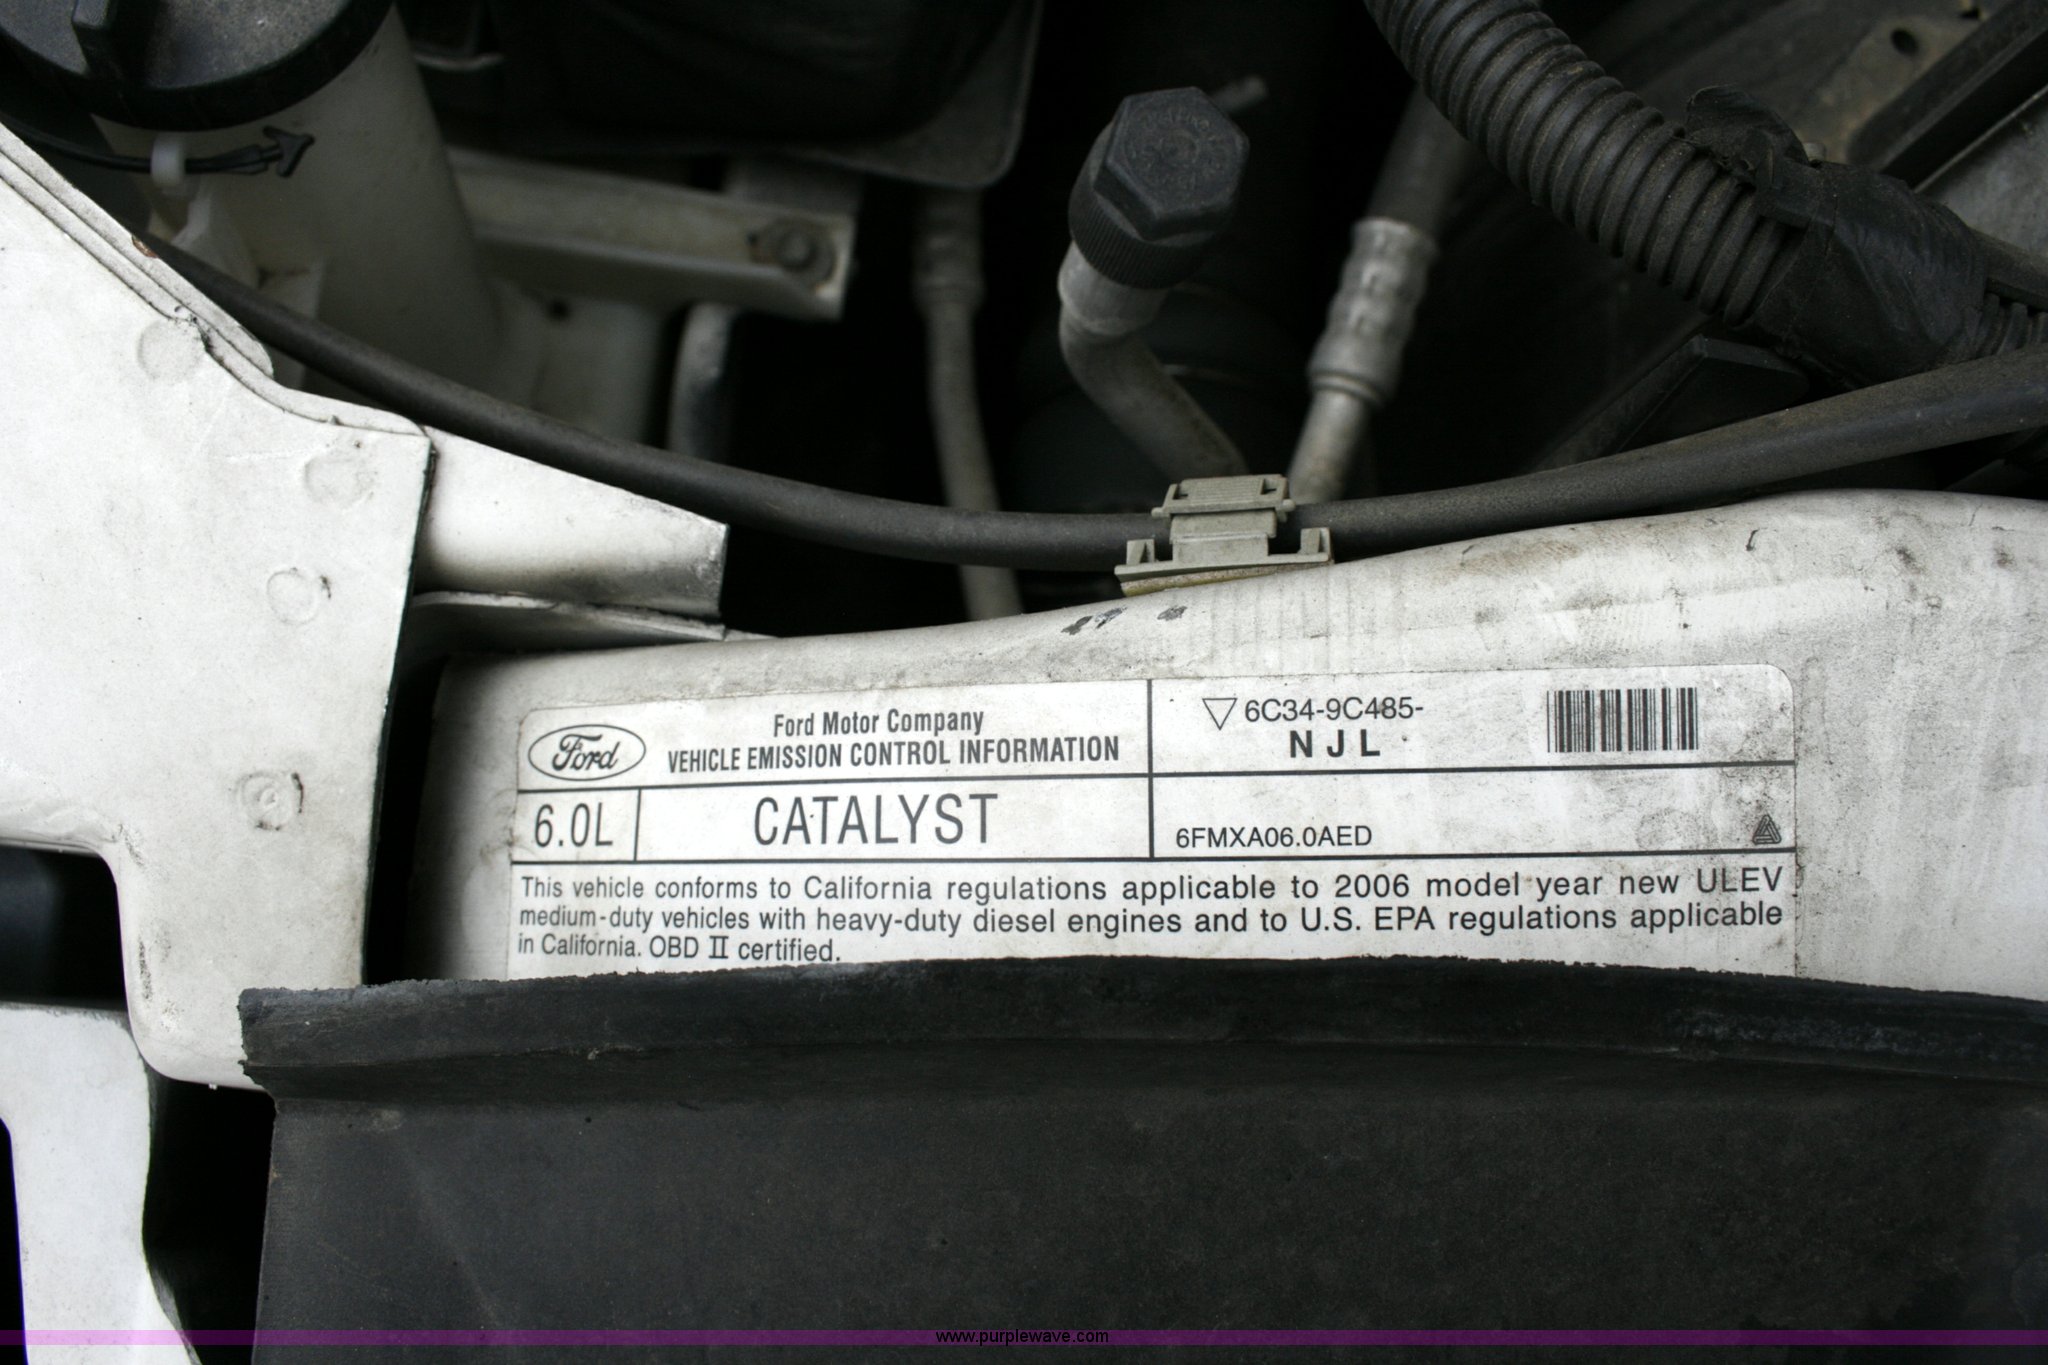 Ford
Ford Motor Company
VEHICLE EMISSION CONTROL INFORMATION
6C34-9C485-
N J L
6.0L
CATALYST
6FMXA06.0AED
This vehicle conforms to California regulations applicable to 2006 model year new ULEV
medium-duty vehicles with heavy-duty diesel engines and to U.S. EPA regulations applicable
in California. OBD II certified.
www.purplewave.com